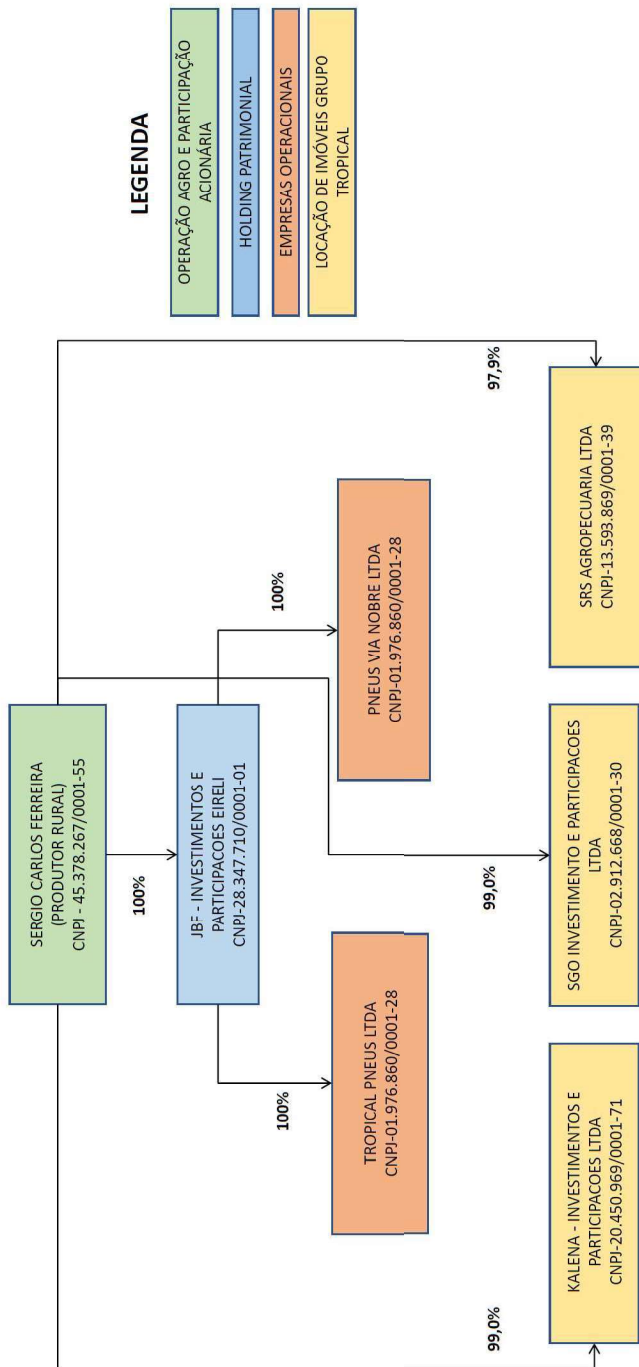 SERGIO CARLOS FERREIRA
(PRODUTOR RURAL)
CNPJ - 45.378.267/0001-55
100%
JBF - INVESTIMENTOS E
PARTICIPACOES EIRELI
CNPJ-28.347.710/0001-01
100%
100%
TROPICAL PNEUS LTDA
CNPJ-01.976.860/0001-28
PNEUS VIA NOBRE LTDA
CNPJ-01.976.860/0001-28
99,0%
99,0%
97,9%
KALENA - INVESTIMENTOS E
PARTICIPACOES LTDA
CNPJ-20.450.969/0001-71
SGO INVESTIMENTO E PARTICIPACOES
LTDA
CNPJ-02.912.668/0001-30
SRS AGROPECUARIA LTDA
CNPJ-13.593.869/0001-39
LEGENDA
OPERAÇÃO AGRO E PARTICIPAÇÃO
ACIONÁRIA
HOLDING PATRIMONIAL
EMPRESAS OPERACIONAIS
LOCAÇÃO DE IMÓVEIS GRUPO
TROPICAL